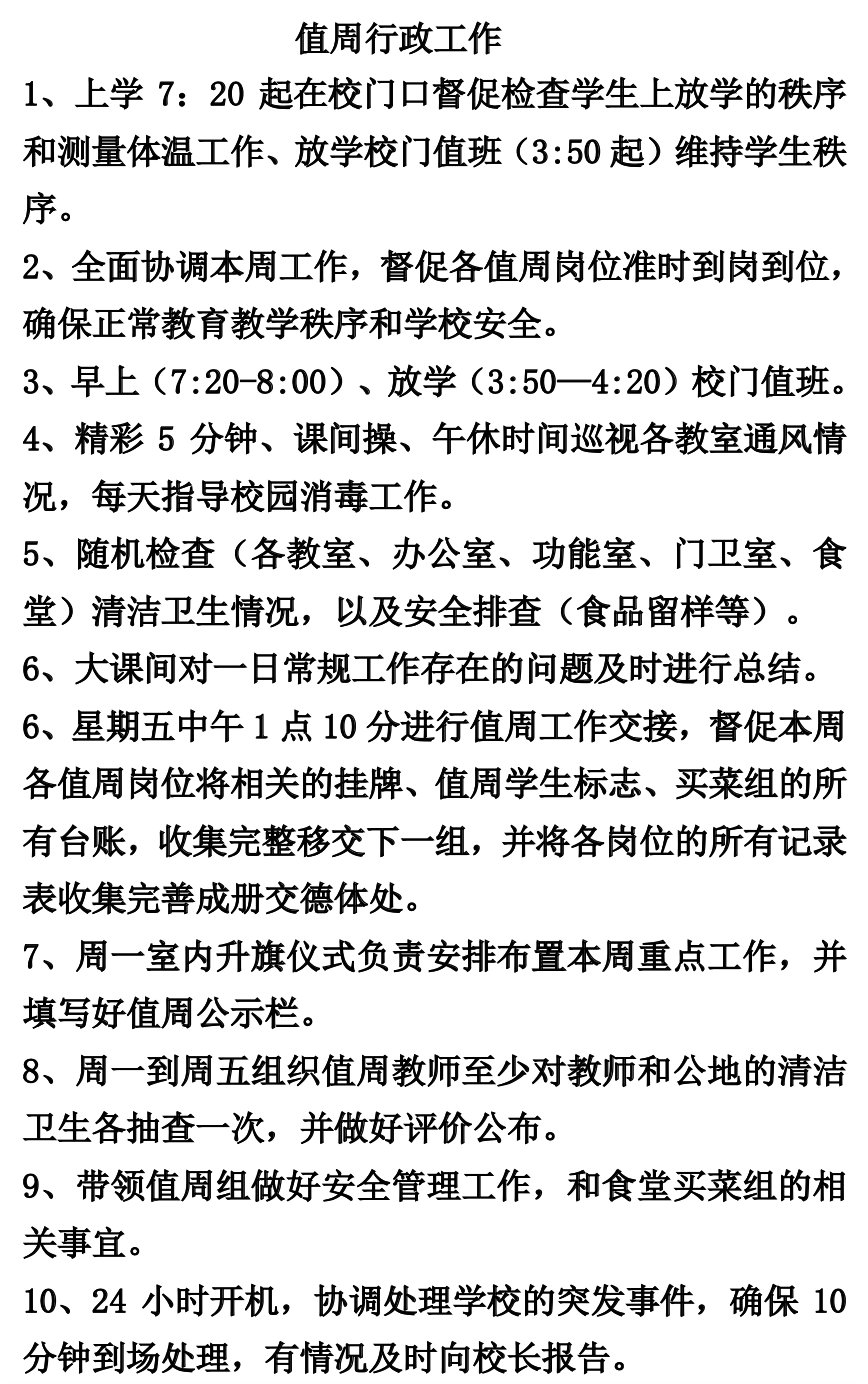 值周行政工作
1、上学 7：20 起在校门口督促检查学生上放学的秩序
和测量体温工作、放学校门值班（3:50 起）维持学生秩
序。
2、全面协调本周工作，督促各值周岗位准时到岗到位，
确保正常教育教学秩序和学校安全。
3、早上（7:20-8:00）、放学（3:50—4:20）校门值班。
4、精彩 5 分钟、课间操、午休时间巡视各教室通风情
况，每天指导校园消毒工作。
5、随机检查（各教室、办公室、功能室、门卫室、食
堂）清洁卫生情况，以及安全排查（食品留样等）。
6、大课间对一日常规工作存在的问题及时进行总结。
6、星期五中午 1 点 10 分进行值周工作交接，督促本周
各值周岗位将相关的挂牌、值周学生标志、买菜组的所
有台账，收集完整移交下一组，并将各岗位的所有记录
表收集完善成册交德体处。
7、周一室内升旗仪式负责安排布置本周重点工作，并
填写好值周公示栏。
8、周一到周五组织值周教师至少对教师和公地的清洁
卫生各抽查一次，并做好评价公布。
9、带领值周组做好安全管理工作，和食堂买菜组的相
关事宜。
10、24 小时开机，协调处理学校的突发事件，确保 10
分钟到场处理，有情况及时向校长报告。